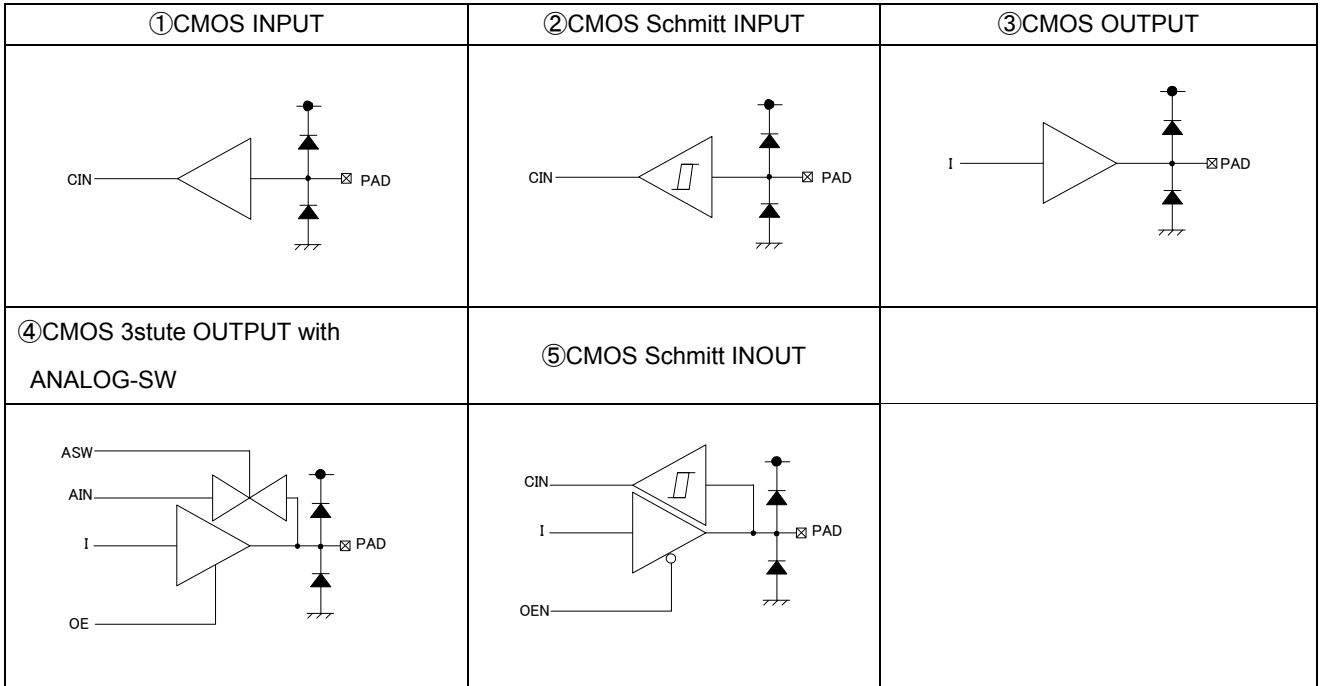 ①CMOS INPUT
②CMOS Schmitt INPUT
③CMOS OUTPUT
CIN
PAD
CIN
PAD
I
PAD
④CMOS 3stute OUTPUT with
ANALOG-SW
⑤CMOS Schmitt INOUT
ASW
AIN
I
PAD
OE
CIN
I
PAD
OEN